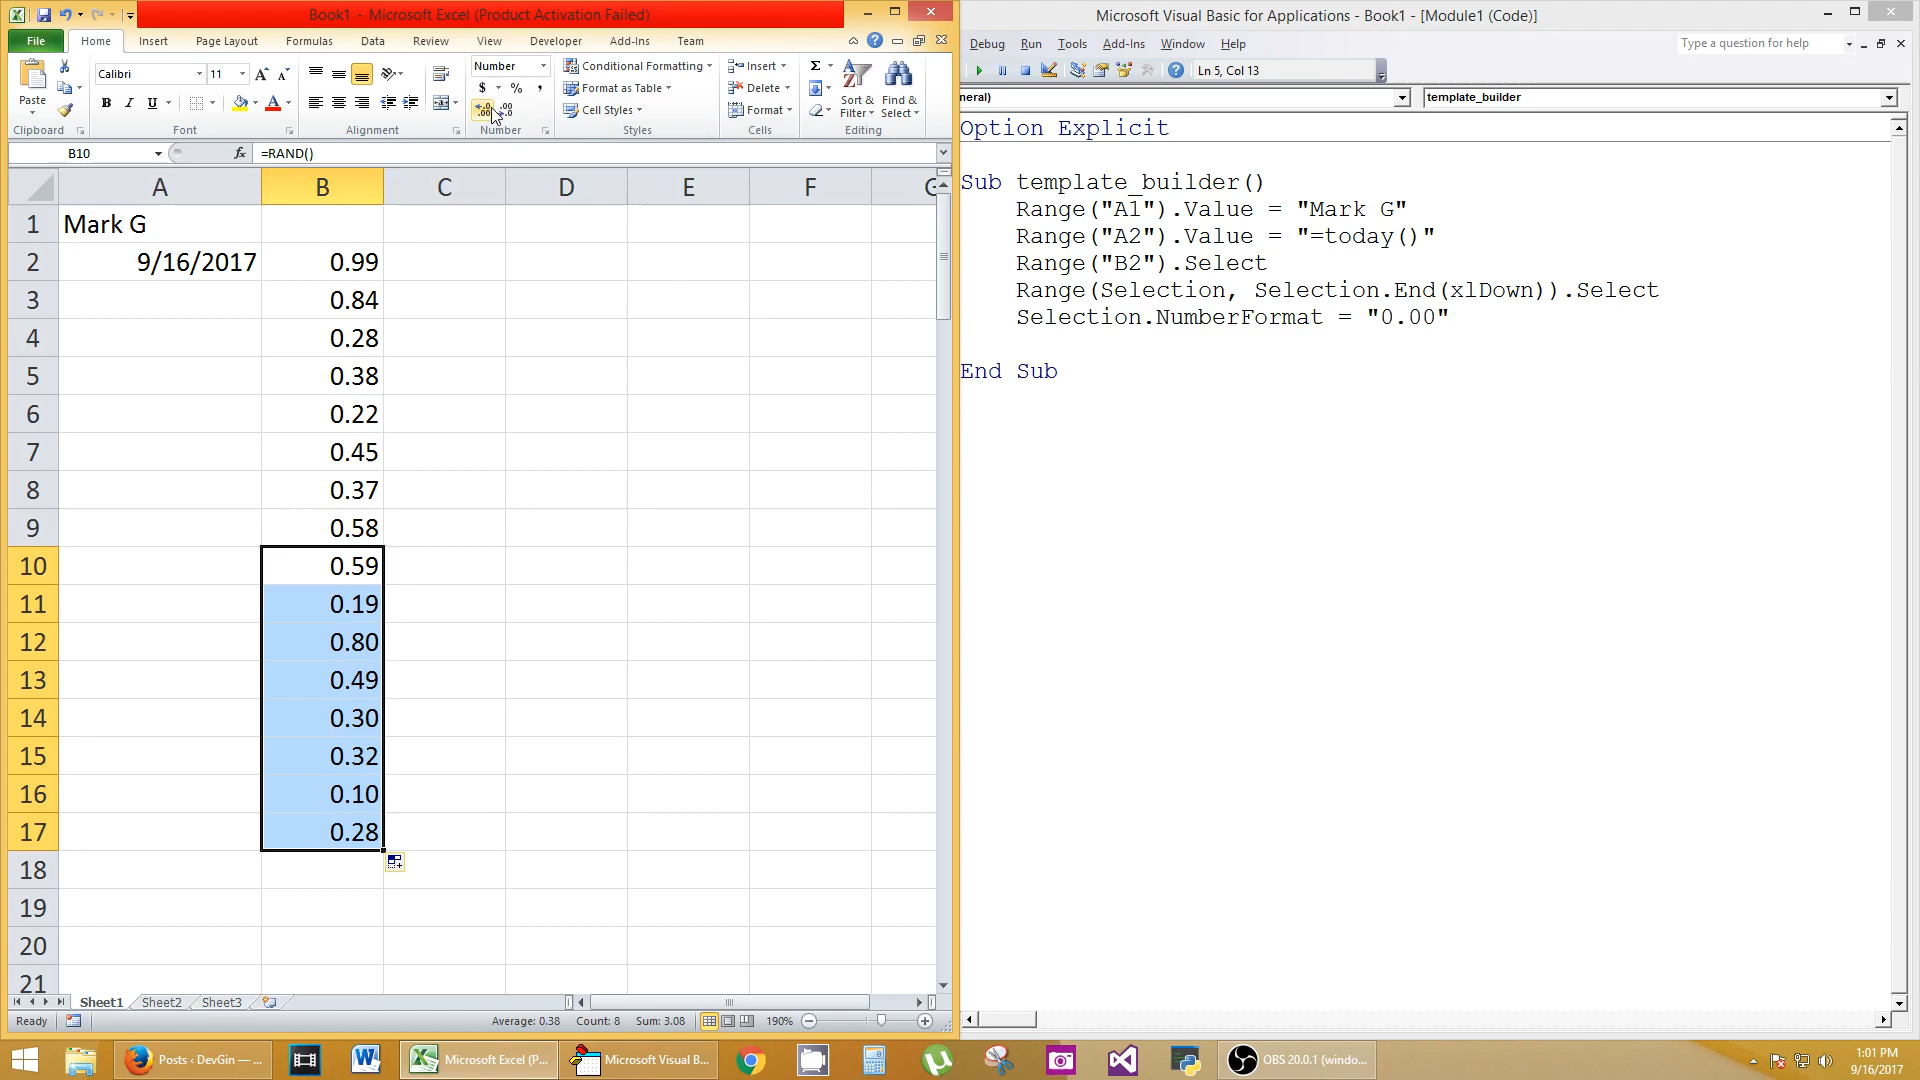 Book1 - Microsoft Excel (Product Activation Failed)
File Home Insert Page Layout Formulas Data Review View Developer Add-Ins Team
Paste
Calibri 11
B I U
Number
$ % ,
Conditional Formatting
Format as Table
Cell Styles
Insert
Delete
Format
Σ
Sort & Filter
Find & Select
Clipboard Font Alignment Number Styles Cells Editing
B10 fx =RAND()
A B C D E F G
1 Mark G
2 9/16/2017 0.99
3 0.84
4 0.28
5 0.38
6 0.22
7 0.45
8 0.37
9 0.58
10 0.59
11 0.19
12 0.80
13 0.49
14 0.30
15 0.32
16 0.10
17 0.28
18
19
20
21
Sheet1 Sheet2 Sheet3
Ready Average: 0.38 Count: 8 Sum: 3.08 190%
Microsoft Visual Basic for Applications - Book1 - [Module1 (Code)]
Debug Run Tools Add-Ins Window Help
Type a question for help
Ln 5, Col 13
neral) template_builder
Option Explicit
Sub template_builder()
Range("A1").Value = "Mark G"
Range("A2").Value = "=today()"
Range("B2").Select
Range(Selection, Selection.End(xlDown)).Select
Selection.NumberFormat = "0.00"
End Sub
Posts ‹ DevGin — ...
Microsoft Excel (P...
Microsoft Visual B...
OBS 20.0.1 (windo...
1:01 PM
9/16/2017